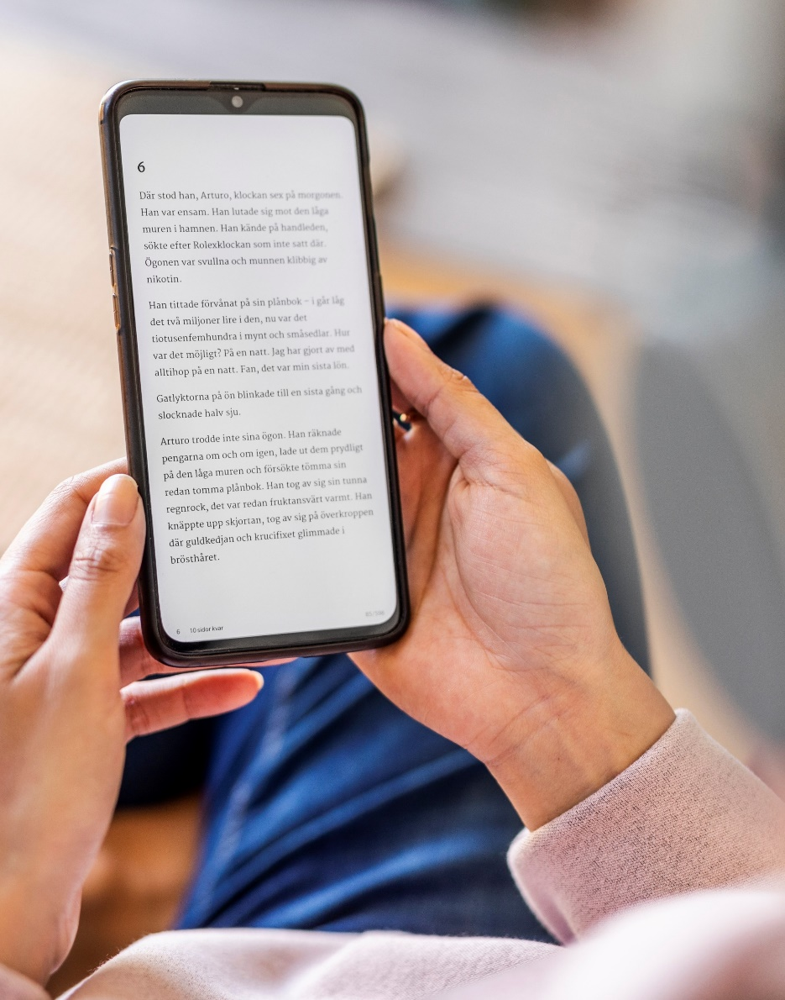 6
Där stod han, Arturo, klockan sex på morgonen.
Han var ensam. Han lutade sig mot den låga
muren i hamnen. Han kände på handleden,
sökte efter Rolexklockan som inte satt där.
Ögonen var svullna och munnen klibbig av
nikotin.
Han tittade förvånat på sin plånbok – i går låg
det två miljoner lire i den, nu var det
tiotusenfemhundra i mynt och småsedlar. Hur
var det möjligt? På en natt. Jag har gjort av med
alltihop på en natt. Fan, det var min sista lön.
Gatlyktorna på ön blinkade till en sista gång och
slocknade halv sju.
Arturo trodde inte sina ögon. Han räknade
pengarna om och om igen, lade ut dem prydligt
på den låga muren och försökte tömma sin
redan tomma plånbok. Han tog av sig sin tunna
regnrock, det var redan fruktansvärt varmt. Han
knäppte upp skjortan, tog av sig på överkroppen
där guldkedjan och krucifixet glimmade i
brösthåret.
6 10 sidor kvar